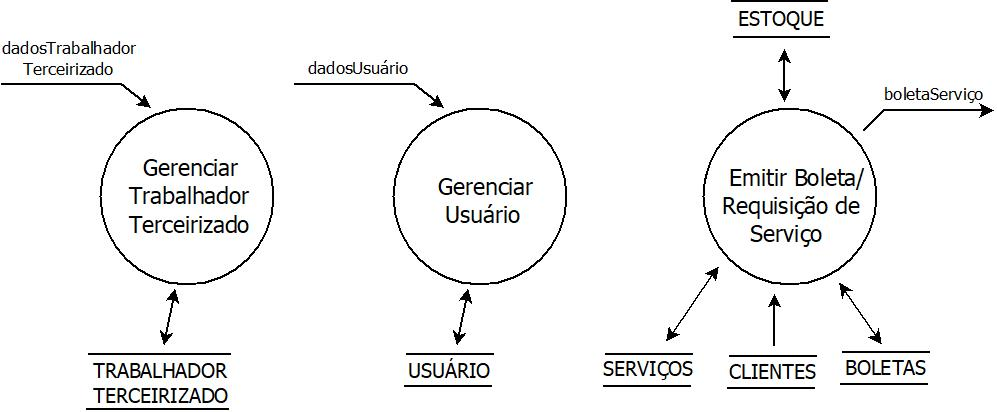 dadosTrabalhador
Terceirizado
Gerenciar
Trabalhador
Terceirizado
TRABALHADOR
TERCEIRIZADO
dadosUsuário
Gerenciar
Usuário
USUÁRIO
ESTOQUE
boletaServiço
Emitir Boleta/
Requisição de
Serviço
SERVIÇOS
CLIENTES
BOLETAS